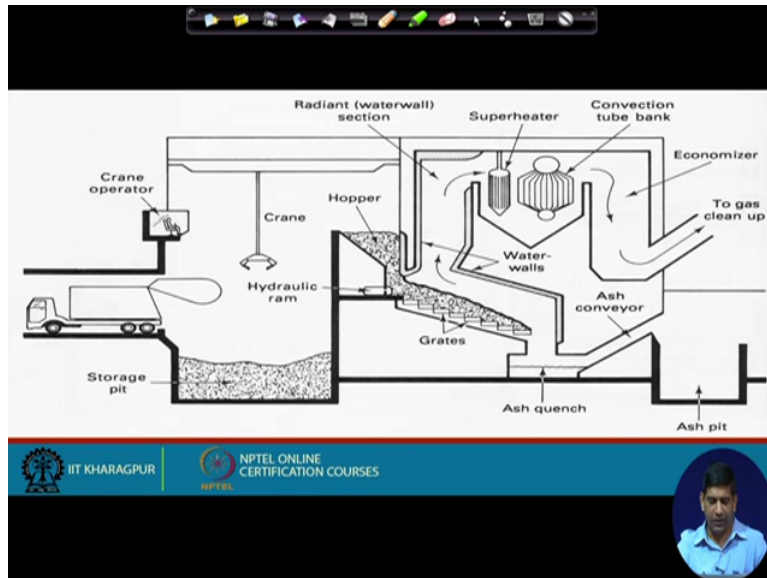 Radiant (waterwall)
section
Superheater
Convection
tube bank
Economizer
Crane
operator
Crane
Hopper
To gas
clean up
Water-
walls
Hydraulic
ram
Ash
conveyor
Grates
Storage
pit
Ash quench
Ash pit
IIT KHARAGPUR
NPTEL
NPTEL ONLINE
CERTIFICATION COURSES